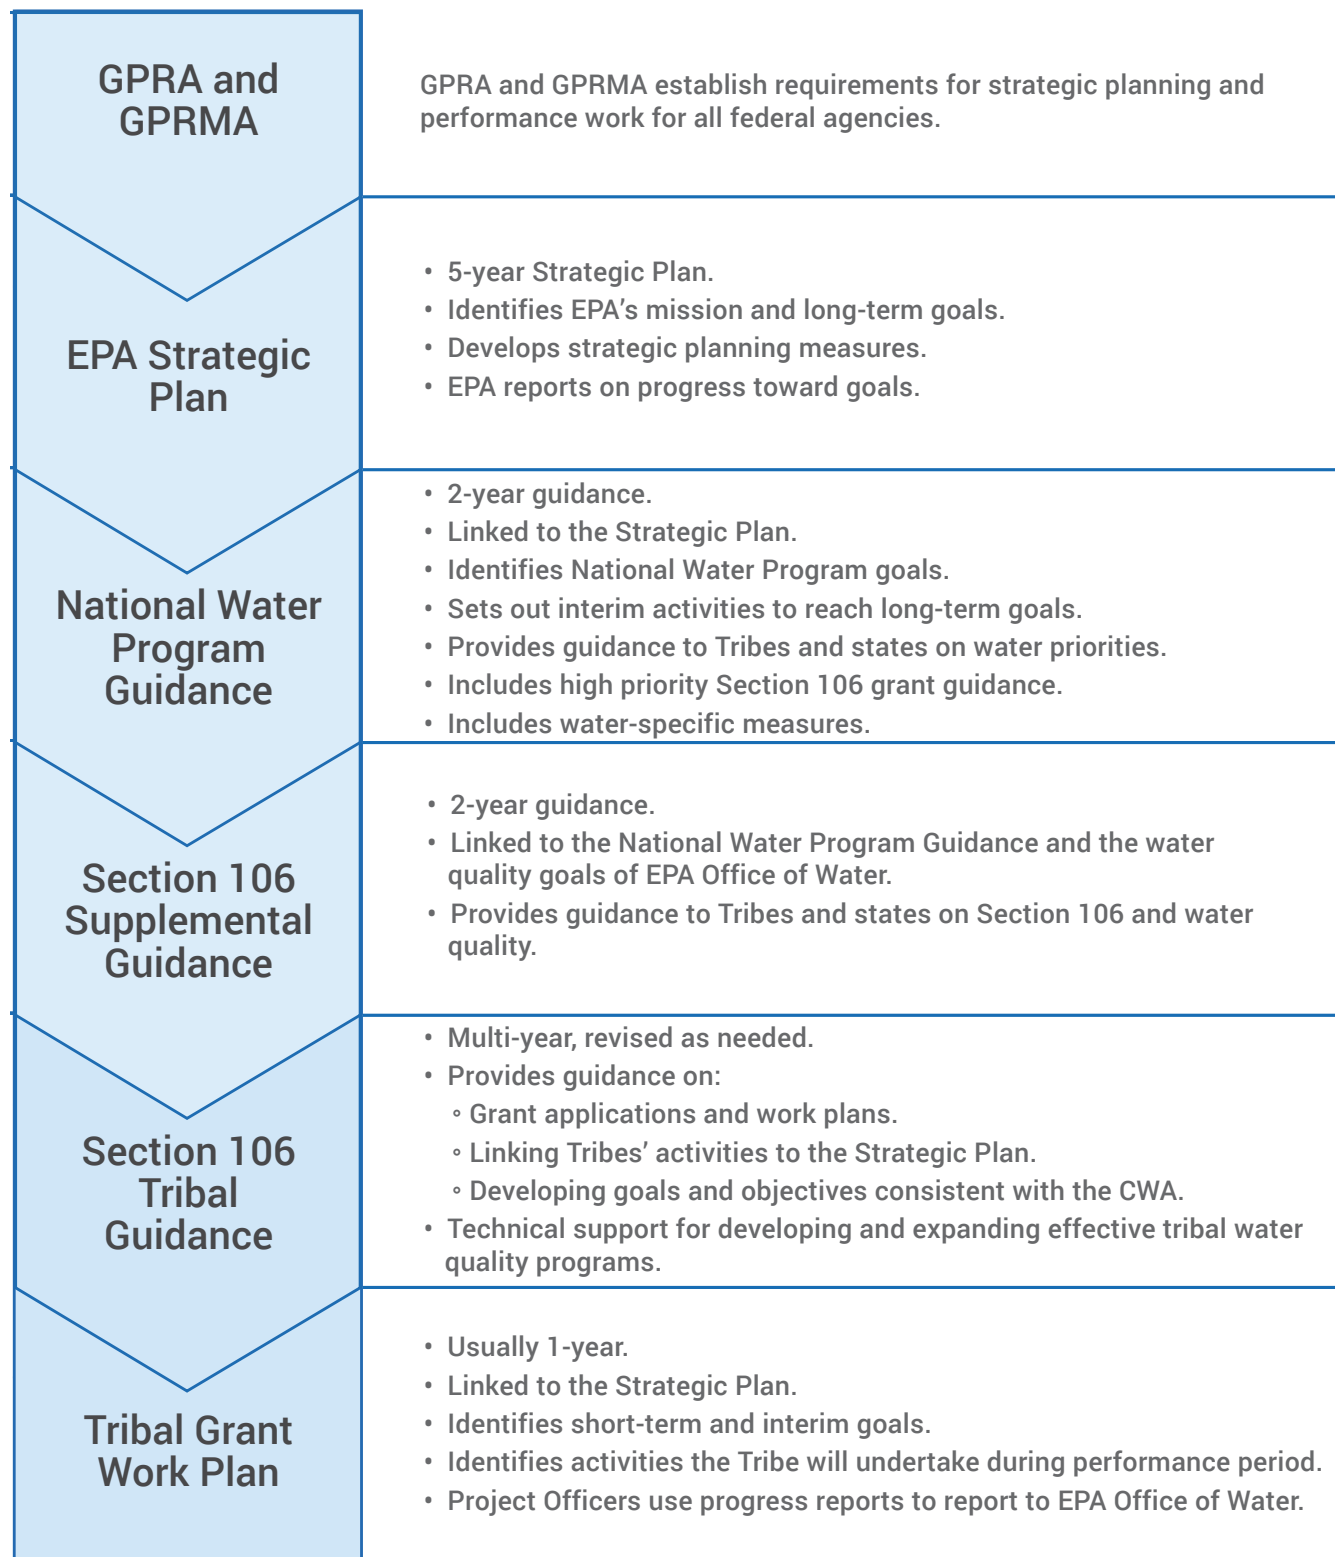 GPRA and
GPRMA
GPRA and GPRMA establish requirements for strategic planning and
performance work for all federal agencies.
EPA Strategic
Plan
• 5-year Strategic Plan.
• Identifies EPA’s mission and long-term goals.
• Develops strategic planning measures.
• EPA reports on progress toward goals.
National Water
Program
Guidance
• 2-year guidance.
• Linked to the Strategic Plan.
• Identifies National Water Program goals.
• Sets out interim activities to reach long-term goals.
• Provides guidance to Tribes and states on water priorities.
• Includes high priority Section 106 grant guidance.
• Includes water-specific measures.
Section 106
Supplemental
Guidance
• 2-year guidance.
• Linked to the National Water Program Guidance and the water
quality goals of EPA Office of Water.
• Provides guidance to Tribes and states on Section 106 and water
quality.
Section 106
Tribal
Guidance
• Multi-year, revised as needed.
• Provides guidance on:
◦ Grant applications and work plans.
◦ Linking Tribes’ activities to the Strategic Plan.
◦ Developing goals and objectives consistent with the CWA.
• Technical support for developing and expanding effective tribal water
quality programs.
Tribal Grant
Work Plan
• Usually 1-year.
• Linked to the Strategic Plan.
• Identifies short-term and interim goals.
• Identifies activities the Tribe will undertake during performance period.
• Project Officers use progress reports to report to EPA Office of Water.